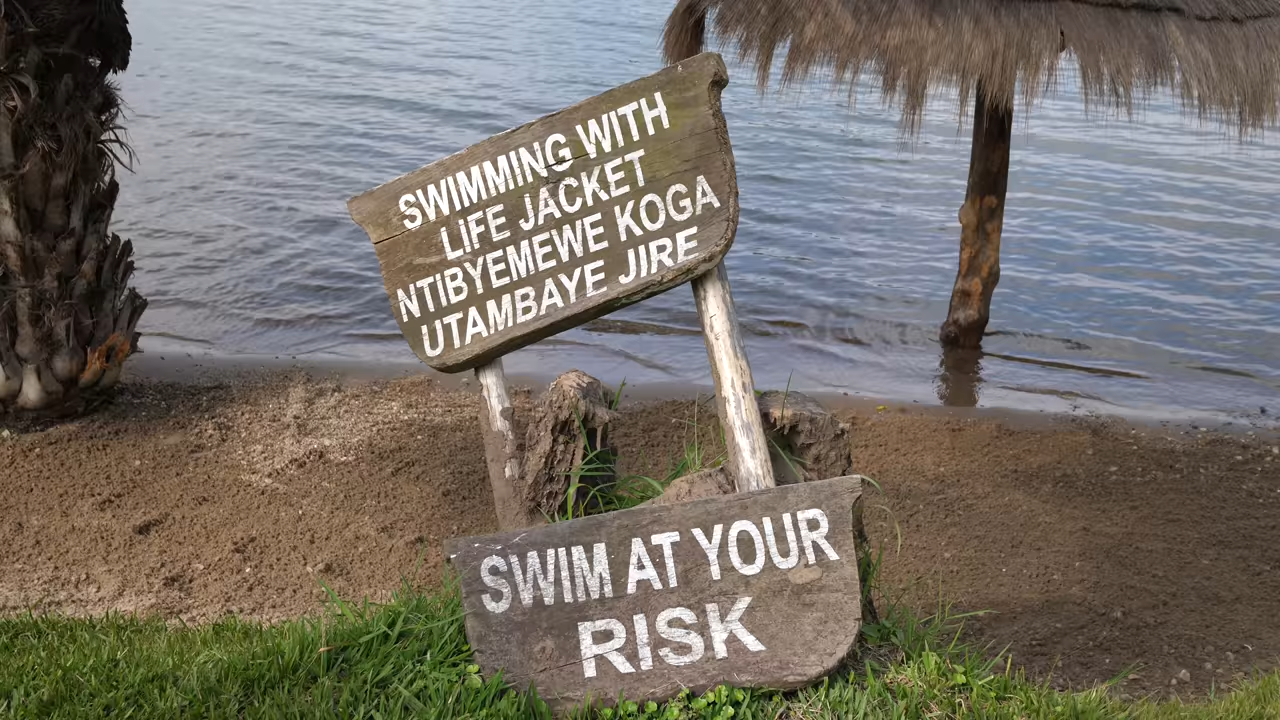 SWIMMING WITH
LIFE JACKET
NTIBYEMEWE KOGA
UTAMBAYE JIRE
SWIM AT YOUR
RISK